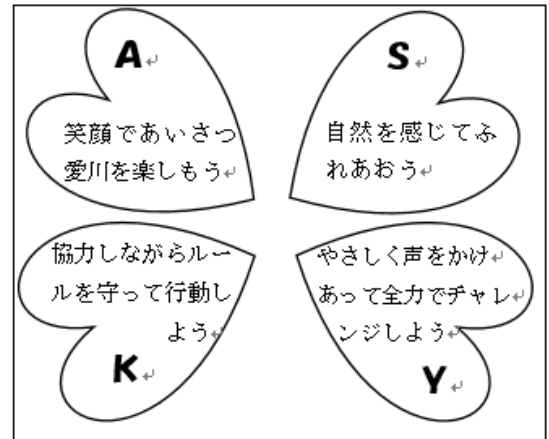 A
笑顔であいさつ
愛川を楽しもう
S
自然を感じてふ
れあおう
協力しながらルー
ルを守って行動し
よう
K
やさしく声をかけ
あって全力でチャレ
ンジしよう
Y